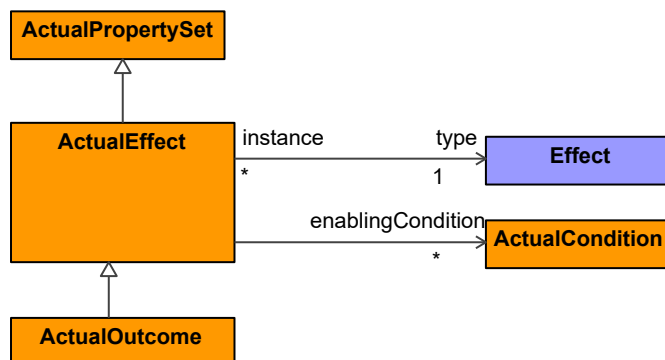 ActualPropertySet
ActualEffect
instance
type
*
1
Effect
enablingCondition
*
ActualCondition
ActualOutcome